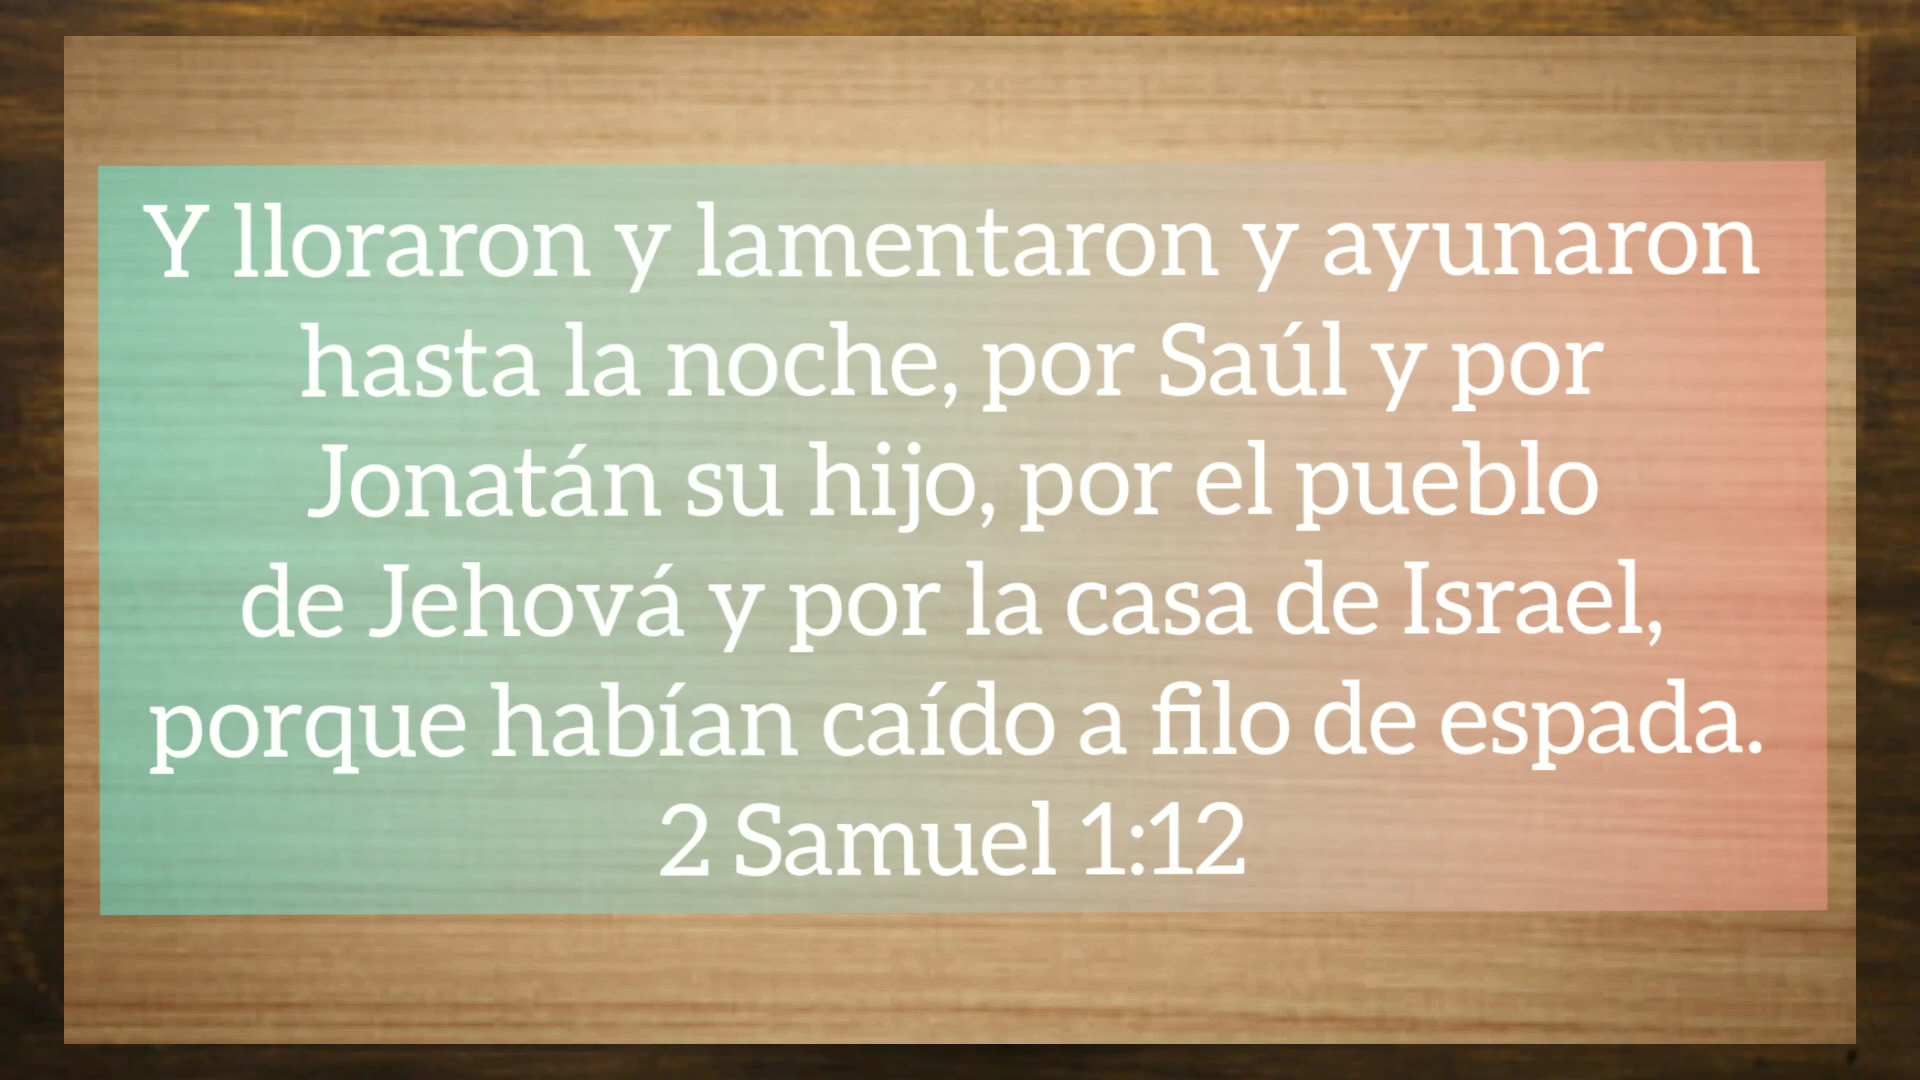 Y lloraron y lamentaron y ayunaron
hasta la noche, por Saúl y por
Jonatán su hijo, por el pueblo
de Jehová y por la casa de Israel,
porque habían caído a filo de espada.
2 Samuel 1:12